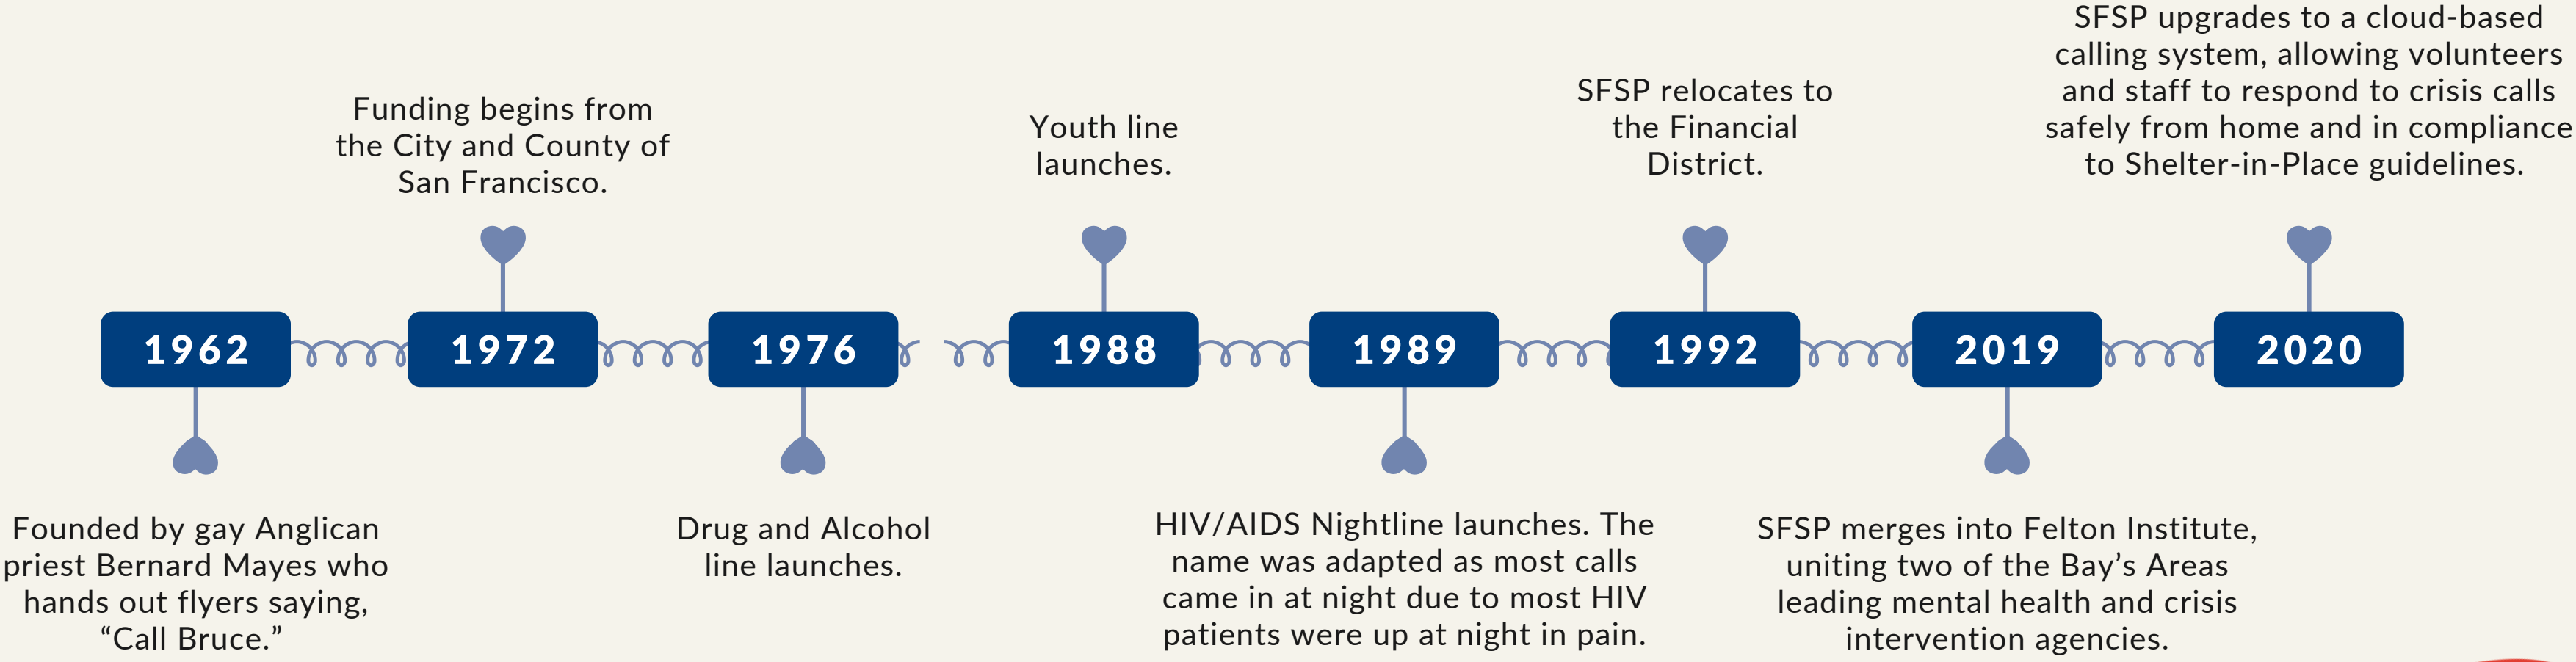 1962
Founded by gay Anglican
priest Bernard Mayes who
hands out flyers saying,
“Call Bruce.”
Funding begins from
the City and County of
San Francisco.
1972
1976
Drug and Alcohol
line launches.
Youth line
launches.
1988
1989
HIV/AIDS Nightline launches. The
name was adapted as most calls
came in at night due to most HIV
patients were up at night in pain.
SFSP relocates to
the Financial
District.
1992
2019
SFSP merges into Felton Institute,
uniting two of the Bay’s Areas
leading mental health and crisis
intervention agencies.
SFSP upgrades to a cloud-based
calling system, allowing volunteers
and staff to respond to crisis calls
safely from home and in compliance
to Shelter-in-Place guidelines.
2020